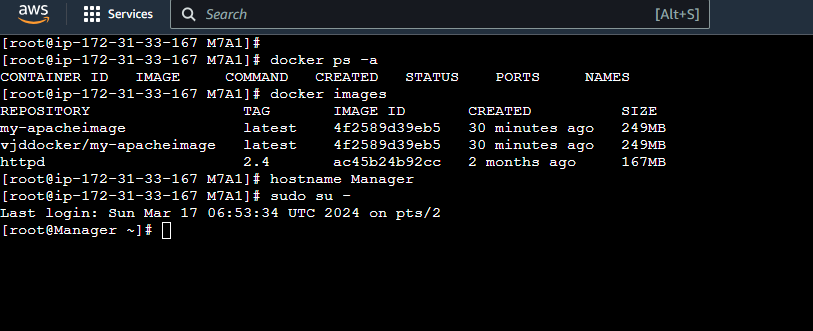 aws Services Search [Alt+S]
[root@ip-172-31-33-167 M7A1]#
[root@ip-172-31-33-167 M7A1]# docker ps -a
CONTAINER ID   IMAGE     COMMAND   CREATED   STATUS    PORTS     NAMES
[root@ip-172-31-33-167 M7A1]# docker images
REPOSITORY                TAG       IMAGE ID       CREATED          SIZE
my-apacheimage            latest    4f2589d39eb5   30 minutes ago   249MB
vjddocker/my-apacheimage   latest    4f2589d39eb5   30 minutes ago   249MB
httpd                     2.4       ac45b24b92cc   2 months ago     167MB
[root@ip-172-31-33-167 M7A1]# hostname Manager
[root@ip-172-31-33-167 M7A1]# sudo su -
Last login: Sun Mar 17 06:53:34 UTC 2024 on pts/2
[root@Manager ~]#